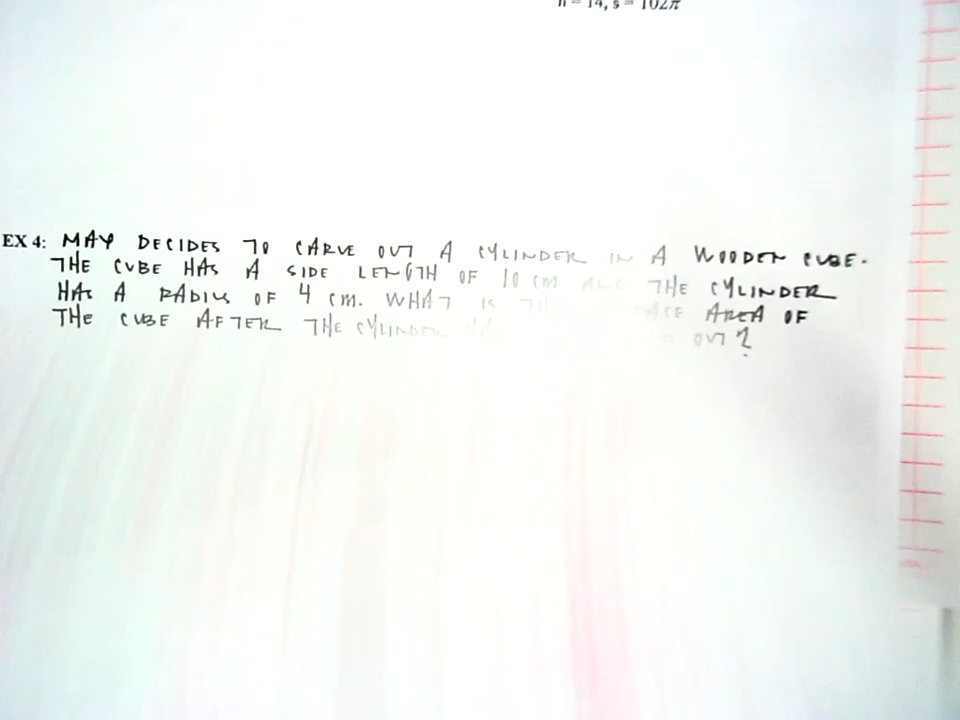 h = 14, s = 102π
EX 4: MAY DECIDES TO CARVE OUT A CYLINDER IN A WOODEN CUBE.
THE CUBE HAS A SIDE LENGTH OF 10 CM AND THE CYLINDER
HAS A RADIUS OF 4 CM. WHAT IS THE AREA OF
THE CUBE AFTER THE CYLINDER OUT?